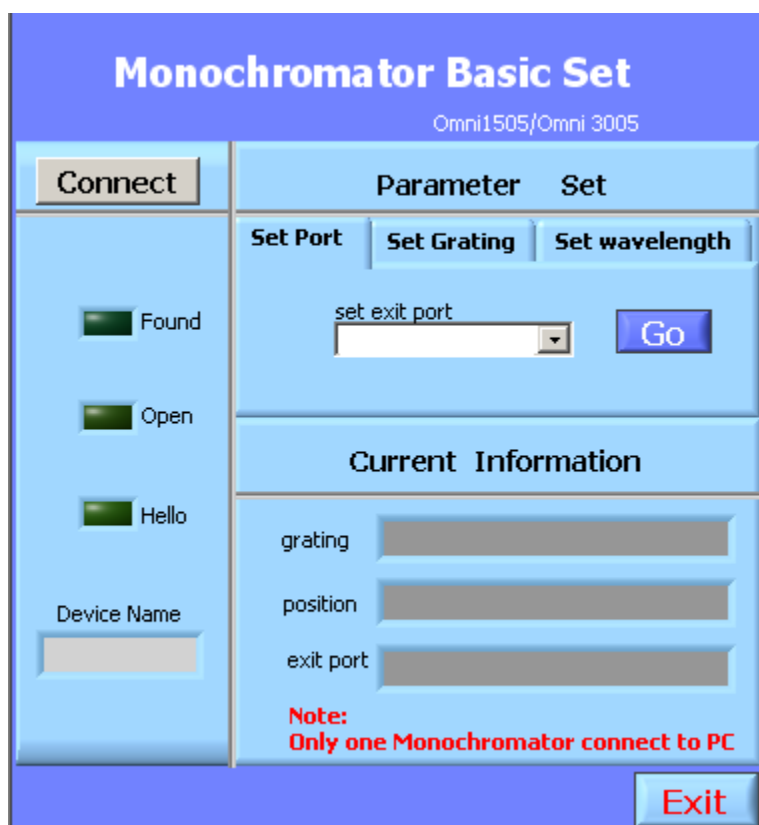 Monochromator Basic Set
Omni1505/Omni 3005
Connect
Found
Open
Hello
Device Name
Parameter Set
Set Port Set Grating Set wavelength
set exit port
Go
Current Information
grating
position
exit port
Note:
Only one Monochromator connect to PC
Exit